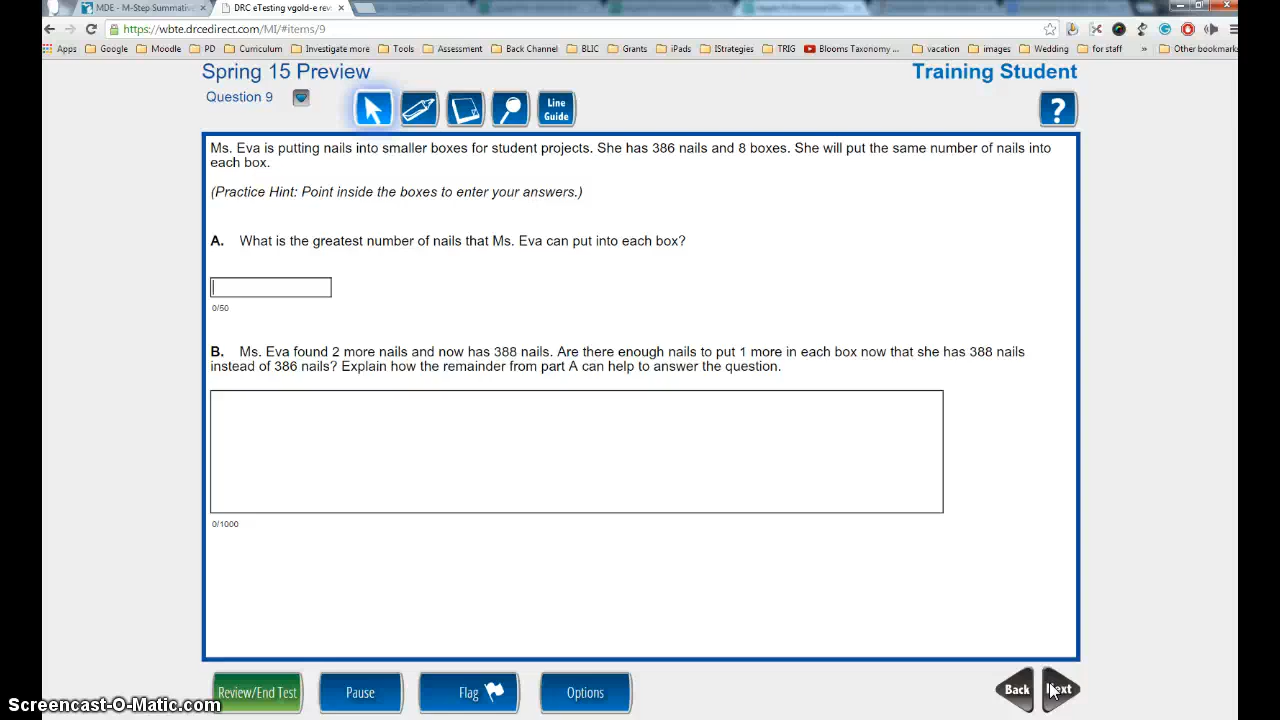 MDE - M-Step Summativ
DRC eTesting vgold-e rev
https://wbte.drcedirect.com/MI/#items/9
Apps Google Moodle PD Curriculum Investigate more Tools Assessment Back Channel BLIC Grants iPads IStrategies TRIG Blooms Taxonomy ... vacation images Wedding for staff » Other bookmark
Spring 15 Preview
Training Student
Question 9
Line
Guide
?
Ms. Eva is putting nails into smaller boxes for student projects. She has 386 nails and 8 boxes. She will put the same number of nails into
each box.
(Practice Hint: Point inside the boxes to enter your answers.)
A. What is the greatest number of nails that Ms. Eva can put into each box?
0/50
B. Ms. Eva found 2 more nails and now has 388 nails. Are there enough nails to put 1 more in each box now that she has 388 nails
instead of 386 nails? Explain how the remainder from part A can help to answer the question.
0/1000
Review/End Test Pause Flag Options Back Next
Screencast-O-Matic.com